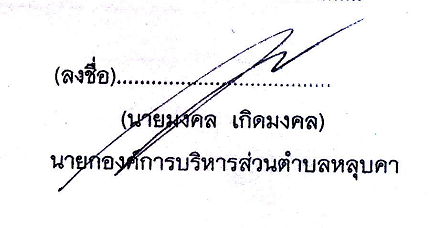 (ลงชื่อ)....................................
(นายมงคล เกิดมงคล)
นายกองค์การบริหารส่วนตำบลหลุบคา